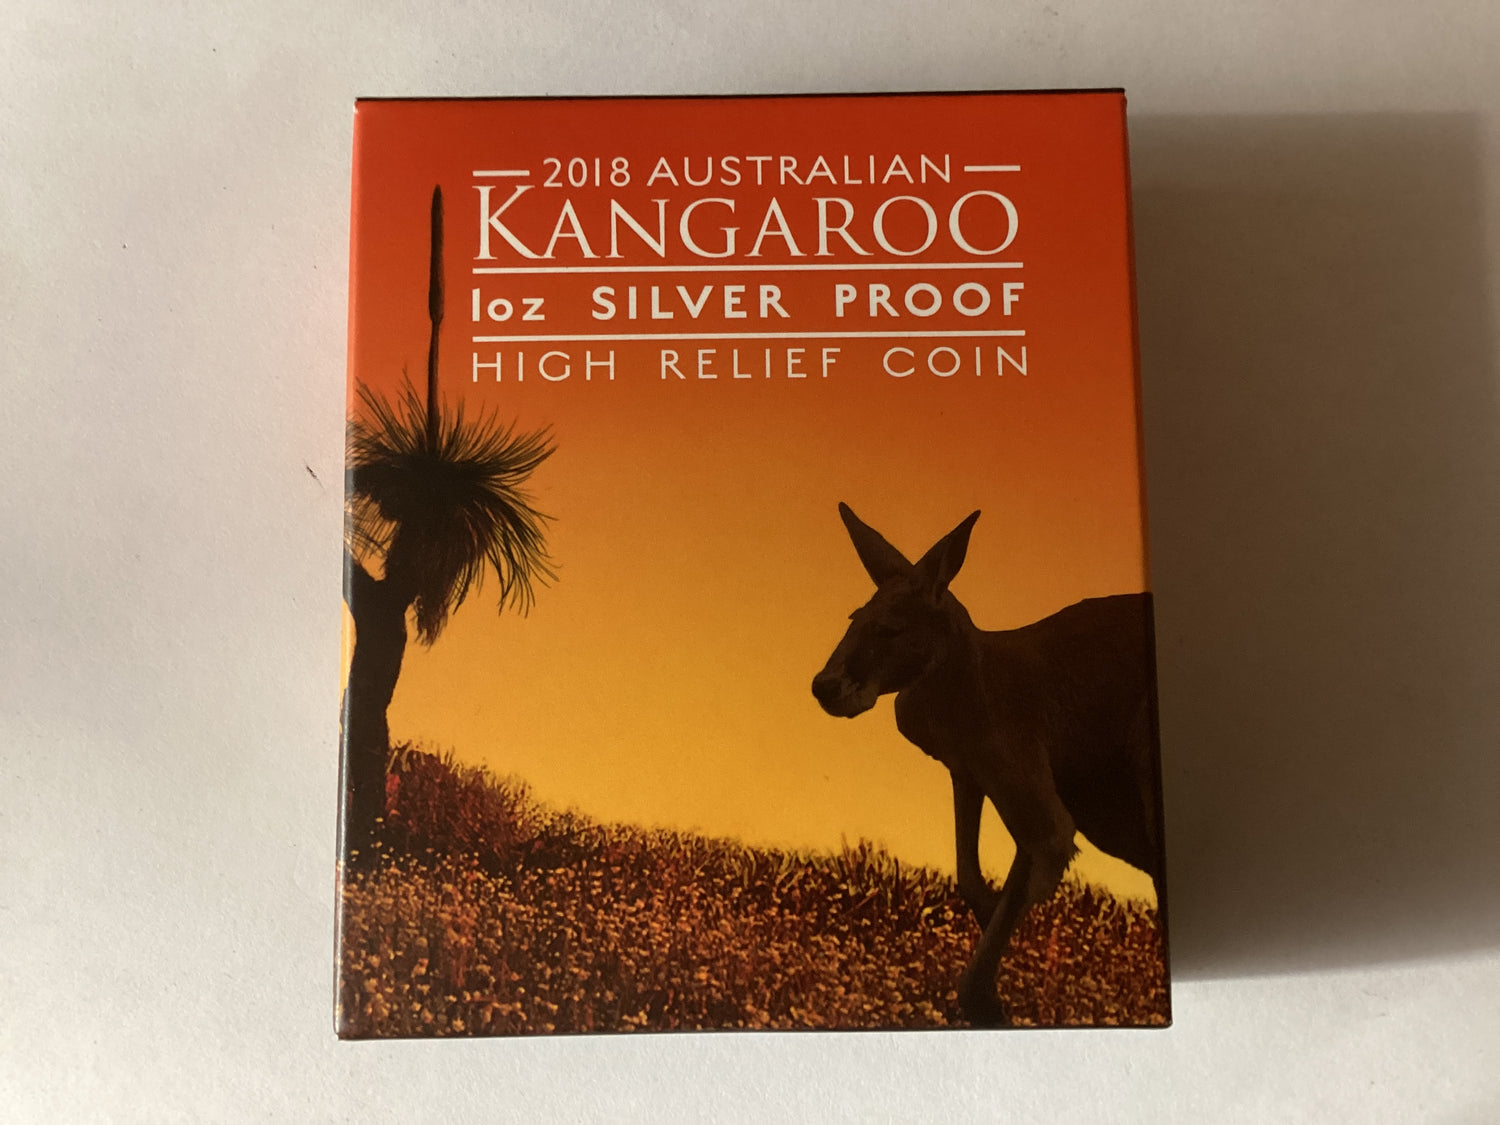 2018 AUSTRALIAN
KANGAROO
1oz SILVER PROOF
HIGH RELIEF COIN